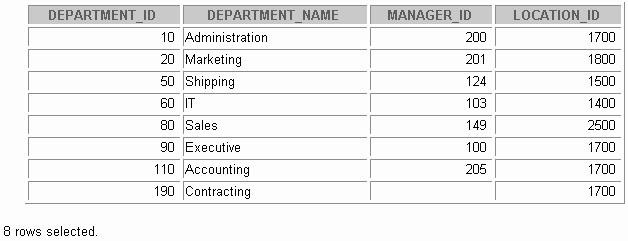 DEPARTMENT_ID DEPARTMENT_NAME MANAGER_ID LOCATION_ID
10 Administration 200 1700
20 Marketing 201 1800
50 Shipping 124 1500
60 IT 103 1400
80 Sales 149 2500
90 Executive 100 1700
110 Accounting 205 1700
190 Contracting 1700
8 rows selected.